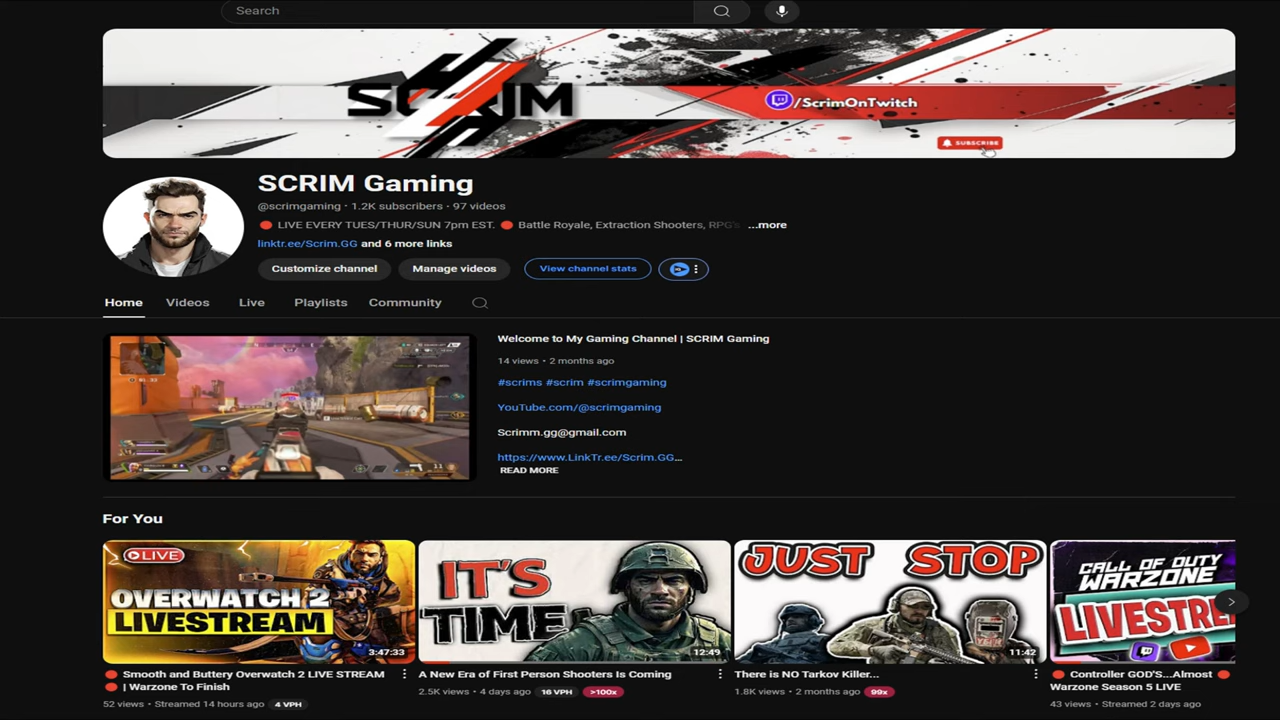 Search
SCRIM
/ScrimOnTwitch
SUBSCRIBE
SCRIM Gaming
@scrimgaming · 1.2K subscribers · 97 videos
🔴 LIVE EVERY TUES/THUR/SUN 7pm EST. 🔴 Battle Royale, Extraction Shooters, RPG's ...more
linktr.ee/Scrim.GG and 6 more links
Customize channel
Manage videos
View channel stats
Home
Videos
Live
Playlists
Community
Welcome to My Gaming Channel | SCRIM Gaming
14 views · 2 months ago
#scrims #scrim #scrimgaming
YouTube.com/@scrimgaming
Scrimm.gg@gmail.com
https://www.LinkTr.ee/Scrim.GG...
READ MORE
For You
LIVE
OVERWATCH 2
LIVESTREAM
3:47:33
🔴 Smooth and Buttery Overwatch 2 LIVE STREAM
🔴 | Warzone To Finish
52 views · Streamed 14 hours ago 4 VPH
IT'S
TIME
12:49
A New Era of First Person Shooters Is Coming
2.5K views · 4 days ago 16 VPH >100x
JUST STOP
11:42
There is NO Tarkov Killer...
1.8K views · 2 months ago 99x
CALL OF DUTY
WARZONE
LIVESTRE
🔴 Controller GOD'S...Almost 🔴
Warzone Season 5 LIVE
43 views · Streamed 2 days ago